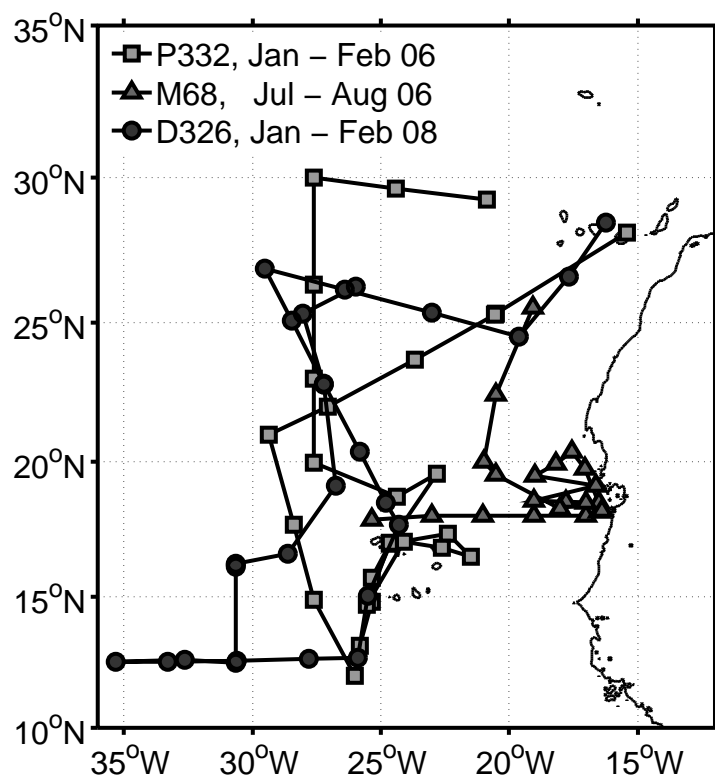 35°N
P332, Jan – Feb 06
M68, Jul – Aug 06
D326, Jan – Feb 08
30°N
25°N
20°N
15°N
10°N
35°W 30°W 25°W 20°W 15°W